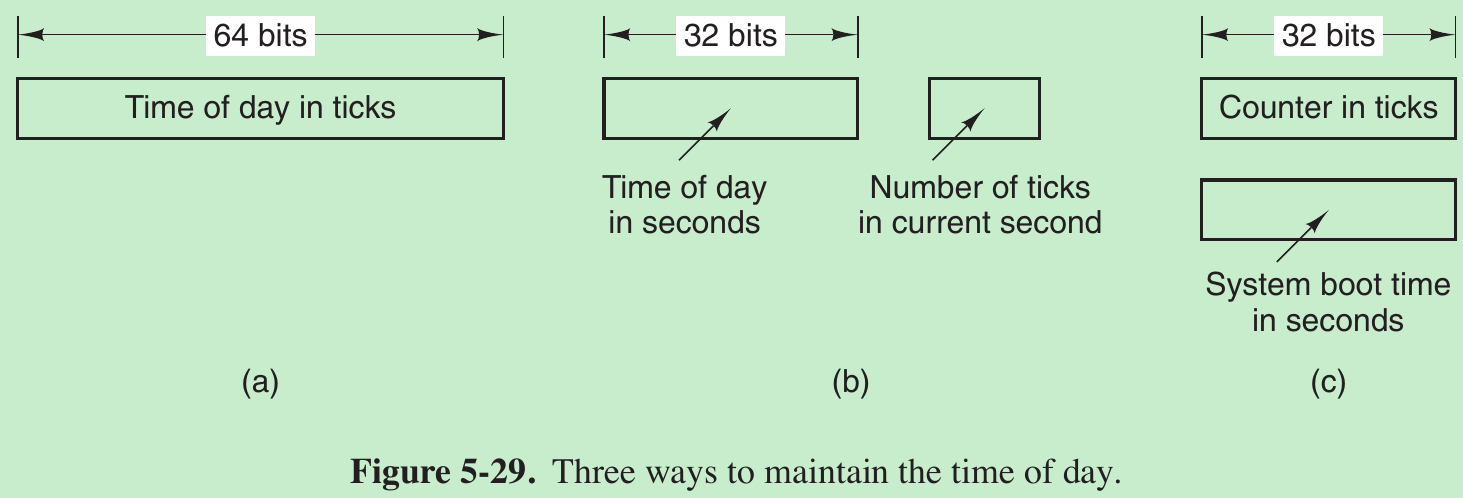 64 bits
Time of day in ticks
32 bits
Time of day
in seconds
Number of ticks
in current second
32 bits
Counter in ticks
System boot time
in seconds
(a)
(b)
(c)
Figure 5-29. Three ways to maintain the time of day.